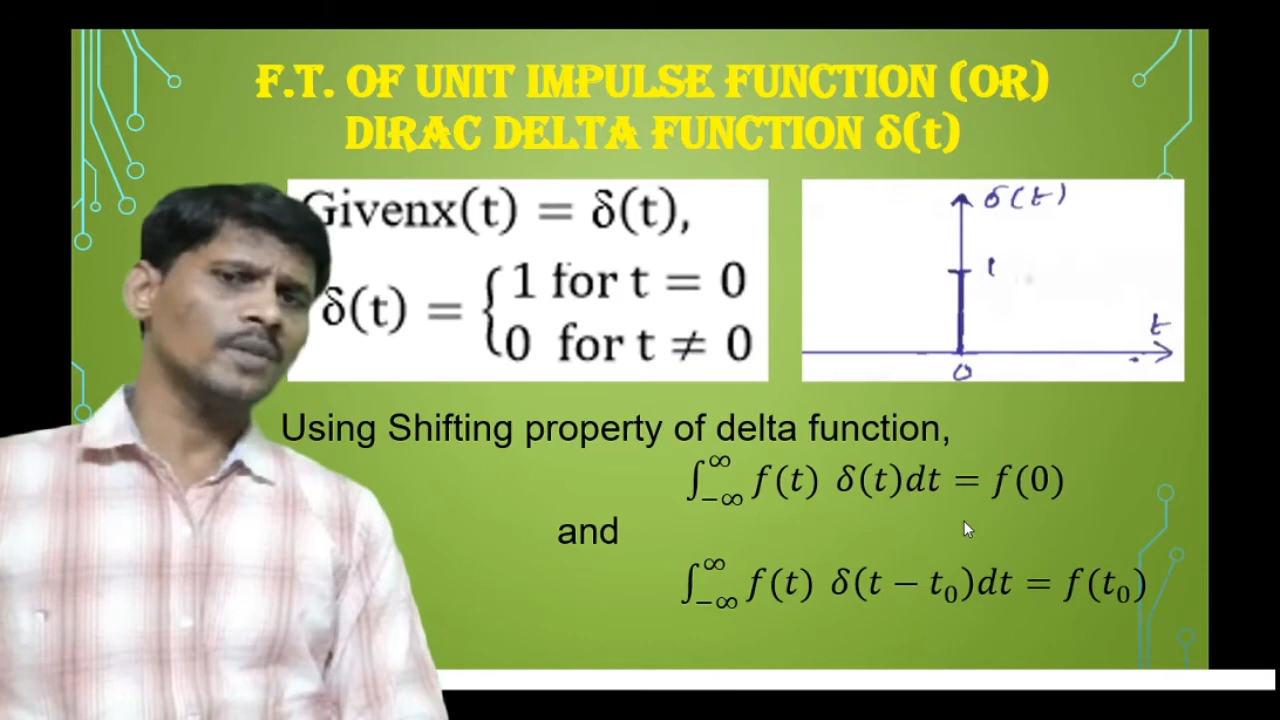 F.T. OF UNIT IMPULSE FUNCTION (OR)
DIRAC DELTA FUNCTION δ(t)
Givenx(t) = δ(t),
δ(t) = {1 for t = 0
0 for t ≠ 0
δ(t)
1
t
0
Using Shifting property of delta function,
∫_{−∞}^{∞} f(t) δ(t)dt = f(0)
and
∫_{−∞}^{∞} f(t) δ(t − t₀)dt = f(t₀)